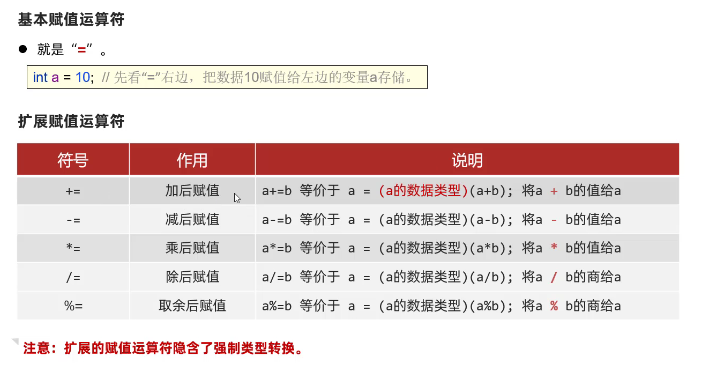 基本赋值运算符
● 就是“=”。
int a = 10; // 先看“=”右边，把数据10赋值给左边的变量a存储。
扩展赋值运算符
符号 作用 说明
+= 加后赋值 a+=b 等价于 a = (a的数据类型)(a+b); 将a + b的值给a
-= 减后赋值 a-=b 等价于 a = (a的数据类型)(a-b); 将a - b的值给a
*= 乘后赋值 a*=b 等价于 a = (a的数据类型)(a*b); 将a * b的值给a
/= 除后赋值 a/=b 等价于 a = (a的数据类型)(a/b); 将a / b的商给a
%= 取余后赋值 a%=b 等价于 a = (a的数据类型)(a%b); 将a % b的商给a
注意：扩展的赋值运算符隐含了强制类型转换。